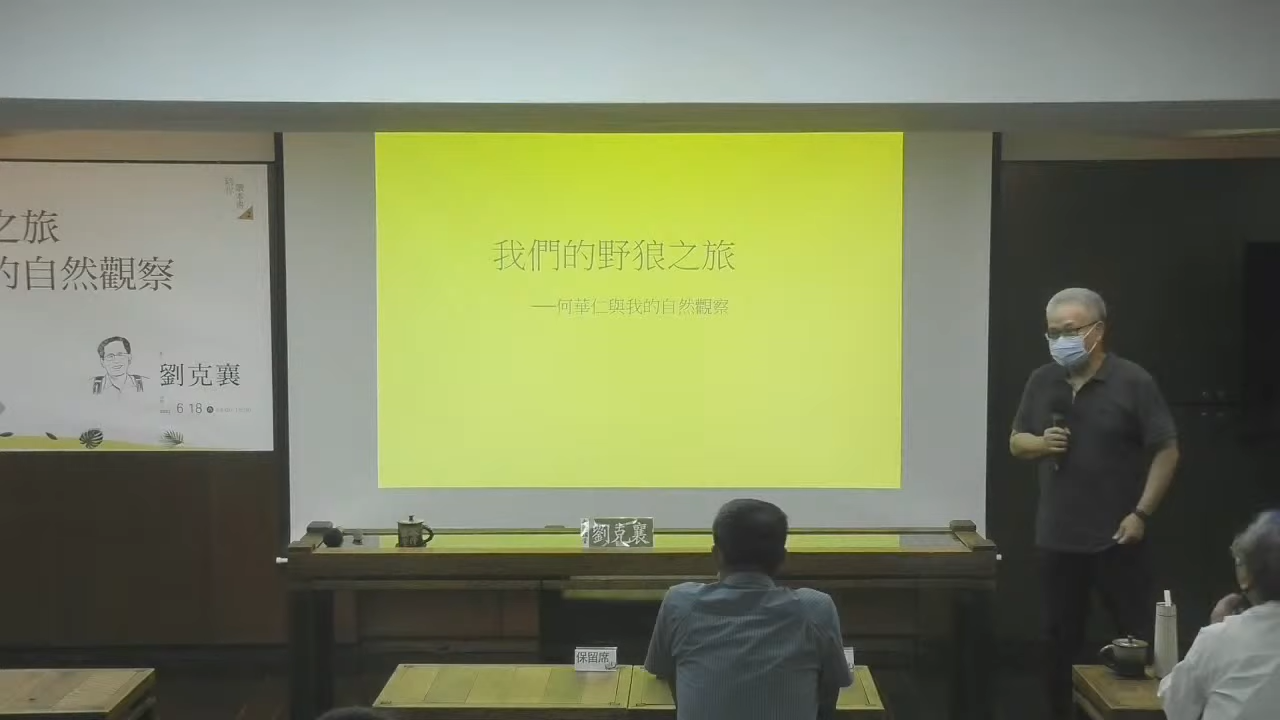 之旅
的自然觀察
劉克襄
6 18
我們的野狼之旅
──何華仁與我的自然觀察
劉克襄
保留席